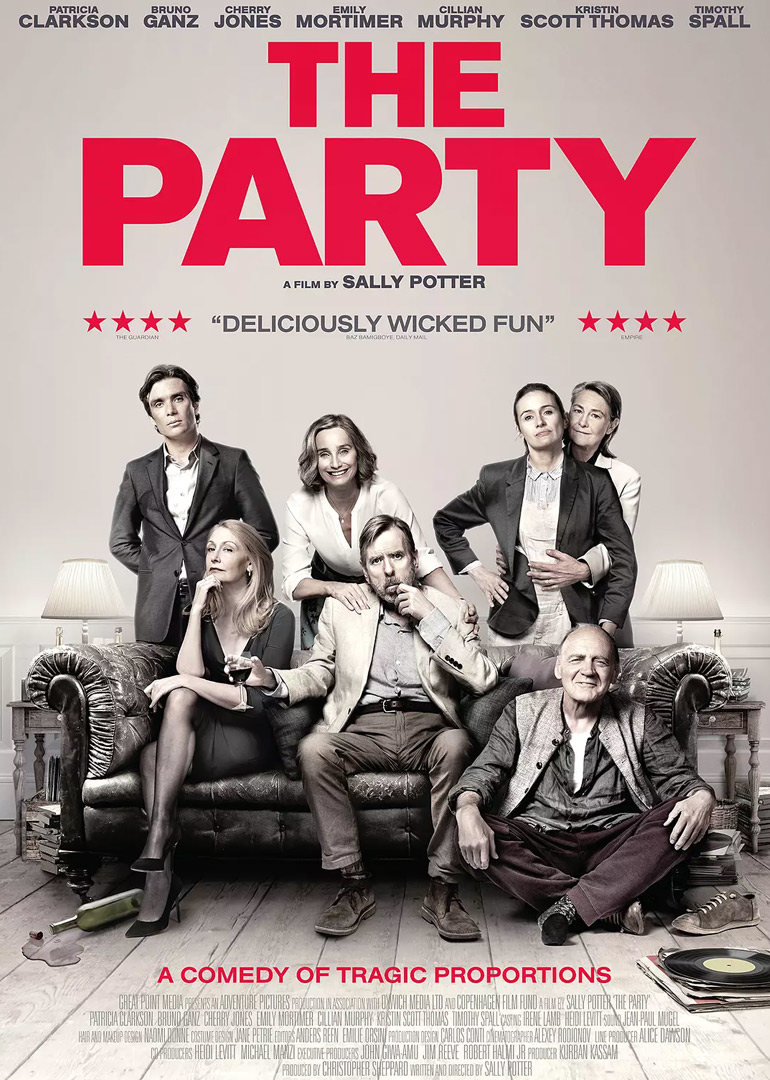 PATRICIA CLARKSON BRUNO GANZ CHERRY JONES EMILY MORTIMER CILLIAN MURPHY KRISTIN SCOTT THOMAS TIMOTHY SPALL
THE
PARTY
A FILM BY SALLY POTTER
★★★★ “DELICIOUSLY WICKED FUN” ★★★★
THE GUARDIAN BAZ BAMIGBOYE, DAILY MAIL EMPIRE
A COMEDY OF TRAGIC PROPORTIONS
GREAT POINT MEDIA PRESENTS AN ADVENTURE PICTURES PRODUCTION IN ASSOCIATION WITH OXWICH MEDIA LTD AND COPENHAGEN FILM FUND A FILM BY SALLY POTTER 'THE PARTY'
PATRICIA CLARKSON BRUNO GANZ CHERRY JONES EMILY MORTIMER CILLIAN MURPHY KRISTIN SCOTT THOMAS TIMOTHY SPALL CASTING IRENE LAMB HEIDI LEVITT SOUND JEAN-PAUL MUGEL
HAIR AND MAKE-UP DESIGN NAOMI DONNE COSTUME DESIGN JANE PETRIE EDITORS ANDERS REFN EMILIE ORSINI PRODUCTION DESIGN CARLOS CONTI CINEMATOGRAPHER ALEXEY RODIONOV LINE PRODUCER ALICE DAWSON
CO PRODUCERS HEIDI LEVITT MICHAEL MANZI EXECUTIVE PRODUCERS JOHN GIWA-AMU JIM REEVE ROBERT HALMI JR PRODUCER KURBAN KASSAM
PRODUCED BY CHRISTOPHER SHEPPARD WRITTEN AND DIRECTED BY SALLY POTTER